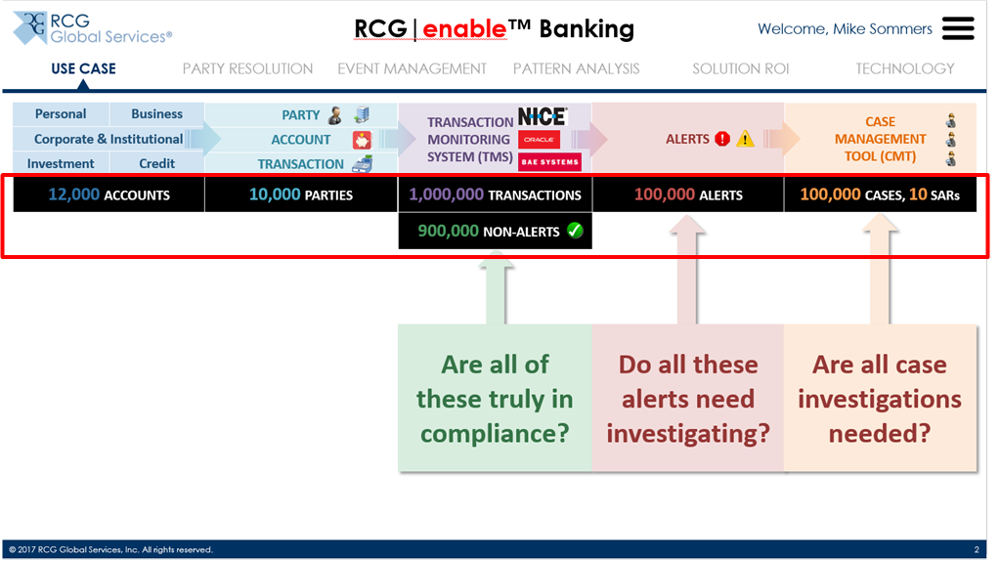 RCG
Global Services®
RCG|enable™ Banking
Welcome, Mike Sommers
USE CASE
PARTY RESOLUTION
EVENT MANAGEMENT
PATTERN ANALYSIS
SOLUTION ROI
TECHNOLOGY
Personal
Business
Corporate & Institutional
Investment
Credit
PARTY
ACCOUNT
TRANSACTION
TRANSACTION
MONITORING
SYSTEM (TMS)
NICE
ORACLE
BAE SYSTEMS
ALERTS
CASE
MANAGEMENT
TOOL (CMT)
12,000 ACCOUNTS
10,000 PARTIES
1,000,000 TRANSACTIONS
100,000 ALERTS
100,000 CASES, 10 SARs
900,000 NON-ALERTS
Are all of
these truly in
compliance?
Do all these
alerts need
investigating?
Are all case
investigations
needed?
© 2017 RCG Global Services, Inc. All rights reserved.
2